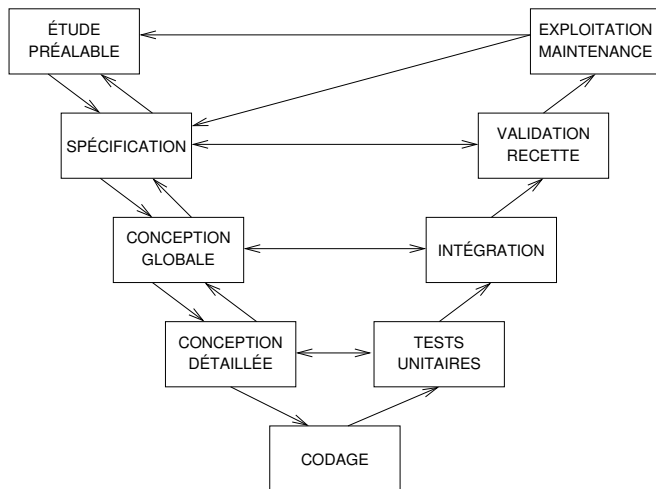 ÉTUDE
PRÉALABLE
EXPLOITATION
MAINTENANCE
SPÉCIFICATION
VALIDATION
RECETTE
CONCEPTION
GLOBALE
INTÉGRATION
CONCEPTION
DÉTAILLÉE
TESTS
UNITAIRES
CODAGE